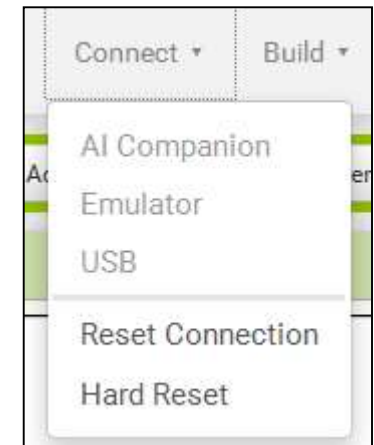 Connect ▾ Build ▾
AI Companion
Emulator
USB
Reset Connection
Hard Reset